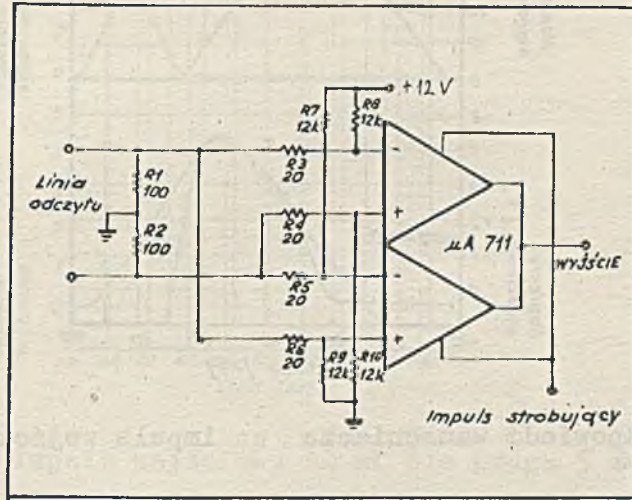 +12V
R7
12k
R8
12k
Linia
odczytu
R1
100
R2
100
R3
20
R4
20
R5
20
R6
20
R9
12k
R10
12k
-
+
-
+
μA 711
WYJŚCIE
Impuls strobujący